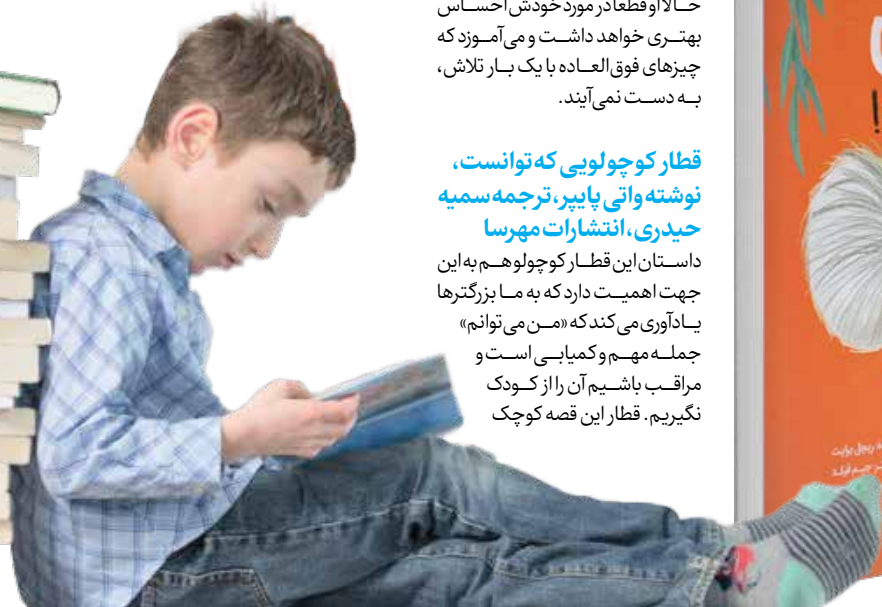 حالا او قطعا در مورد خودش احساس
بهتری خواهد داشت و می‌آموزد که
چیزهای فوق‌العاده با یک بار تلاش،
به دست نمی‌آیند.
قطار کوچولویی که توانست،
نوشته واتی پایپر، ترجمه سمیه
حیدری، انتشارات مهرسا
داستان این قطار کوچولو هم به این
جهت اهمیت دارد که به ما بزرگترها
یادآوری می‌کند که «من می‌توانم»
جمله مهم و کمیابی است و
مراقب باشیم آن را از کودک
نگیریم. قطار این قصه کوچک